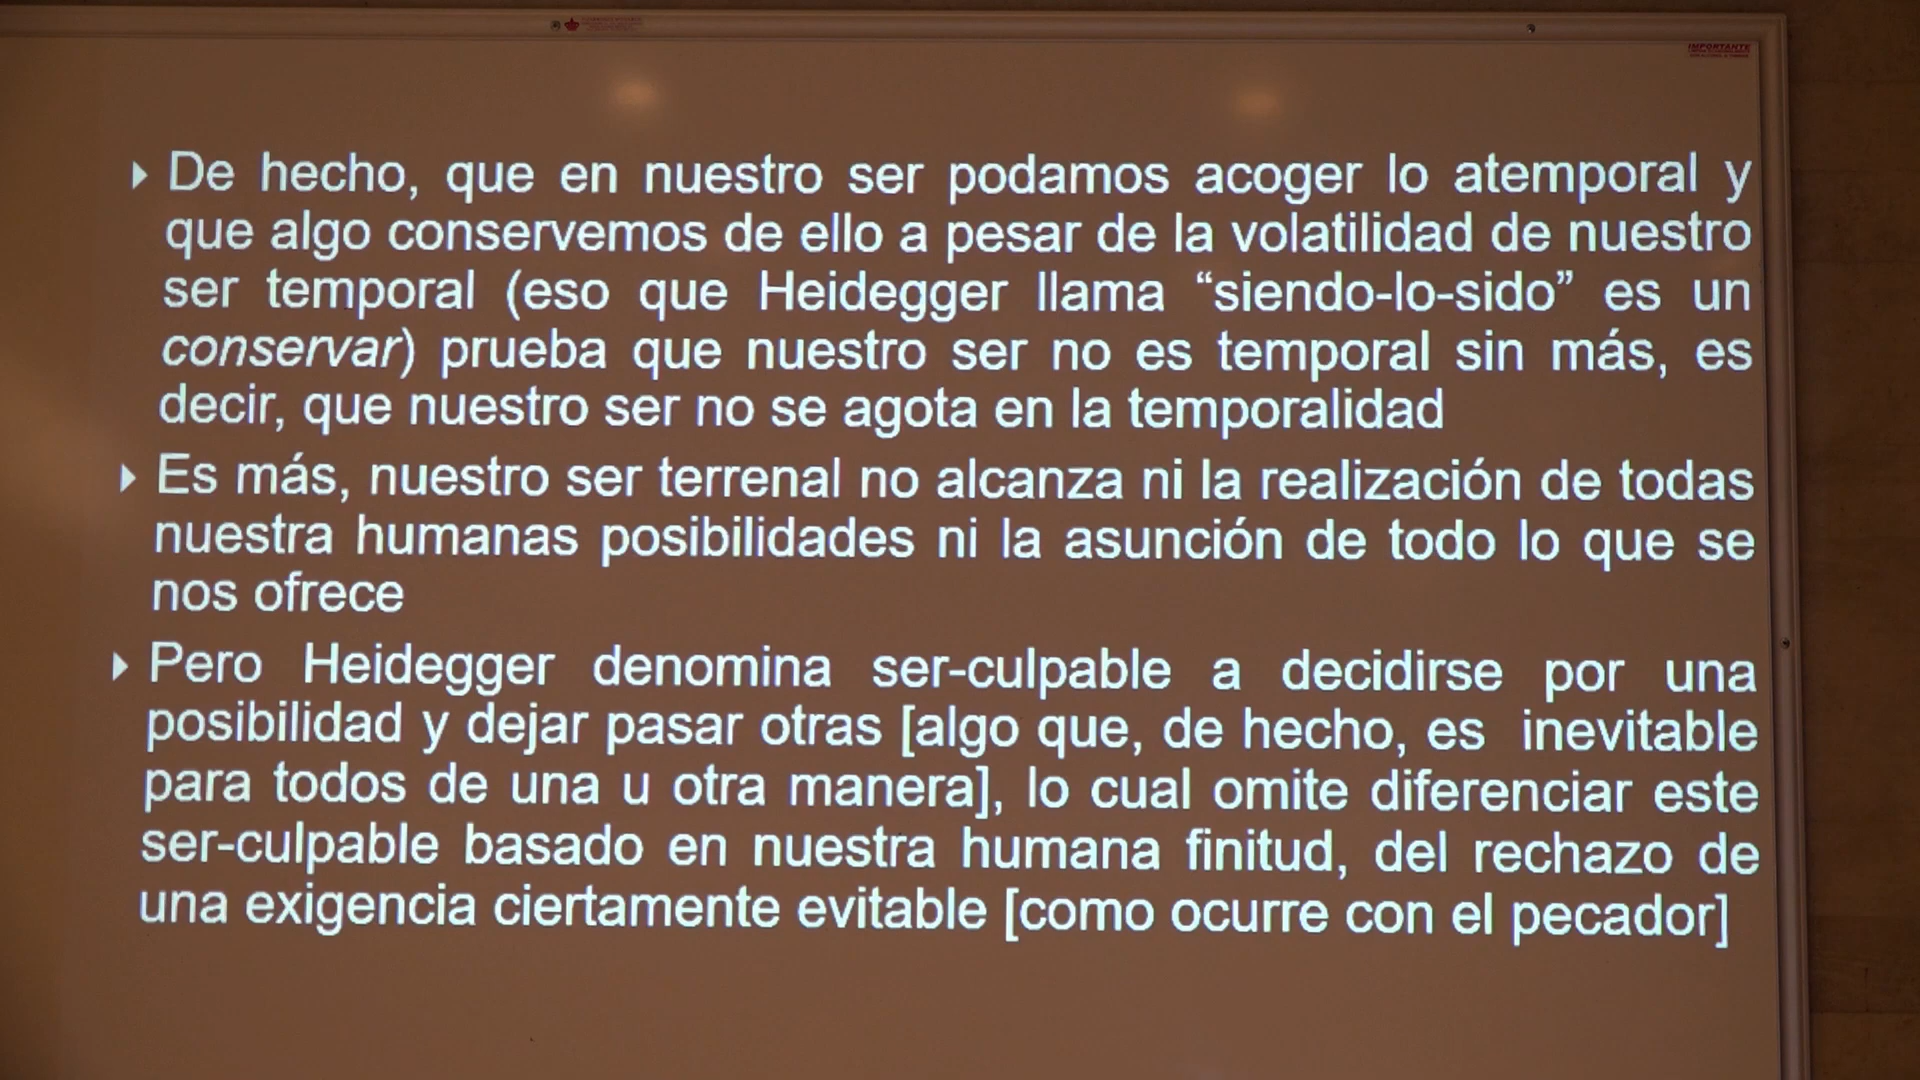 IMPORTANTE
De hecho, que en nuestro ser podamos acoger lo atemporal y
que algo conservemos de ello a pesar de la volatilidad de nuestro
ser temporal (eso que Heidegger llama “siendo-lo-sido” es un
conservar) prueba que nuestro ser no es temporal sin más, es
decir, que nuestro ser no se agota en la temporalidad
Es más, nuestro ser terrenal no alcanza ni la realización de todas
nuestra humanas posibilidades ni la asunción de todo lo que se
nos ofrece
Pero Heidegger denomina ser-culpable a decidirse por una
posibilidad y dejar pasar otras [algo que, de hecho, es inevitable
para todos de una u otra manera], lo cual omite diferenciar este
ser-culpable basado en nuestra humana finitud, del rechazo de
una exigencia ciertamente evitable [como ocurre con el pecador]